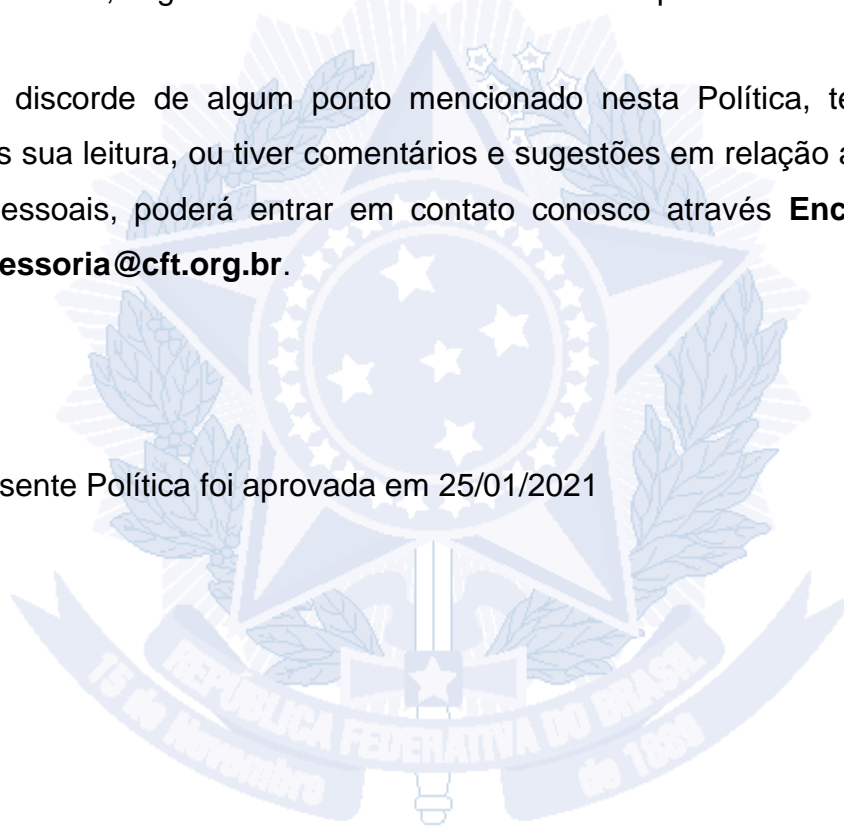 discorde de algum ponto mencionado nesta Política, te
s sua leitura, ou tiver comentários e sugestões em relação a
essoais, poderá entrar em contato conosco através Enc
essoria@cft.org.br.
sente Política foi aprovada em 25/01/2021
REPÚBLICA FEDERATIVA DO BRASIL
15 de Novembro
de 1889